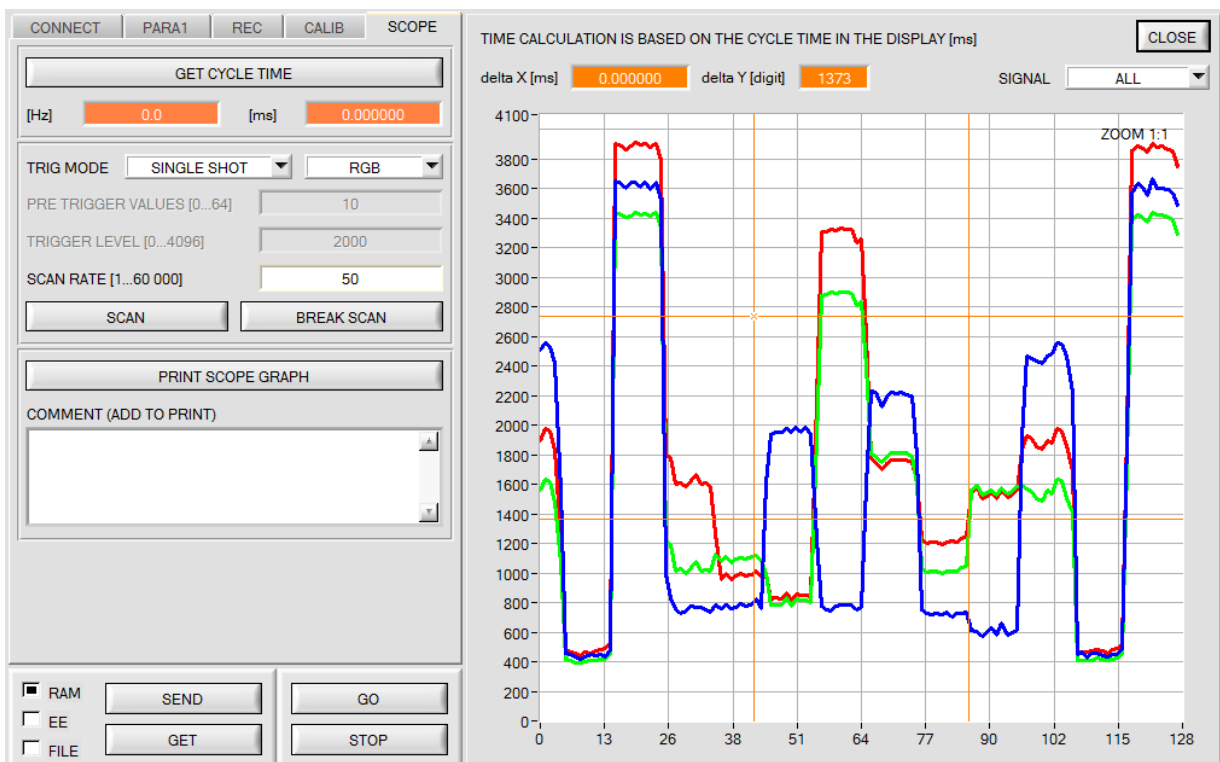 CONNECT PARA1 REC CALIB SCOPE
GET CYCLE TIME
[Hz] 0.0 [ms] 0.000000
TRIG MODE SINGLE SHOT RGB
PRE TRIGGER VALUES [0...64] 10
TRIGGER LEVEL [0...4096] 2000
SCAN RATE [1...60 000] 50
SCAN BREAK SCAN
PRINT SCOPE GRAPH
COMMENT (ADD TO PRINT)
RAM
EE
FILE
SEND GO
GET STOP
TIME CALCULATION IS BASED ON THE CYCLE TIME IN THE DISPLAY [ms] CLOSE
delta X [ms] 0.000000 delta Y [digit] 1373 SIGNAL ALL
ZOOM 1:1
4100
3800
3600
3400
3200
3000
2800
2600
2400
2200
2000
1800
1600
1400
1200
1000
800
600
400
200
0
0 13 26 38 51 64 77 90 102 115 128